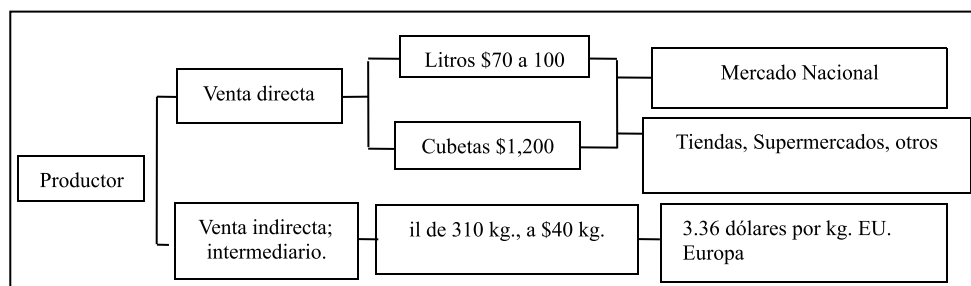 Productor
Venta directa
Litros $70 a 100
Cubetas $1,200
Mercado Nacional
Tiendas, Supermercados, otros
Venta indirecta;
intermediario.
il de 310 kg., a $40 kg.
3.36 dólares por kg. EU.
Europa